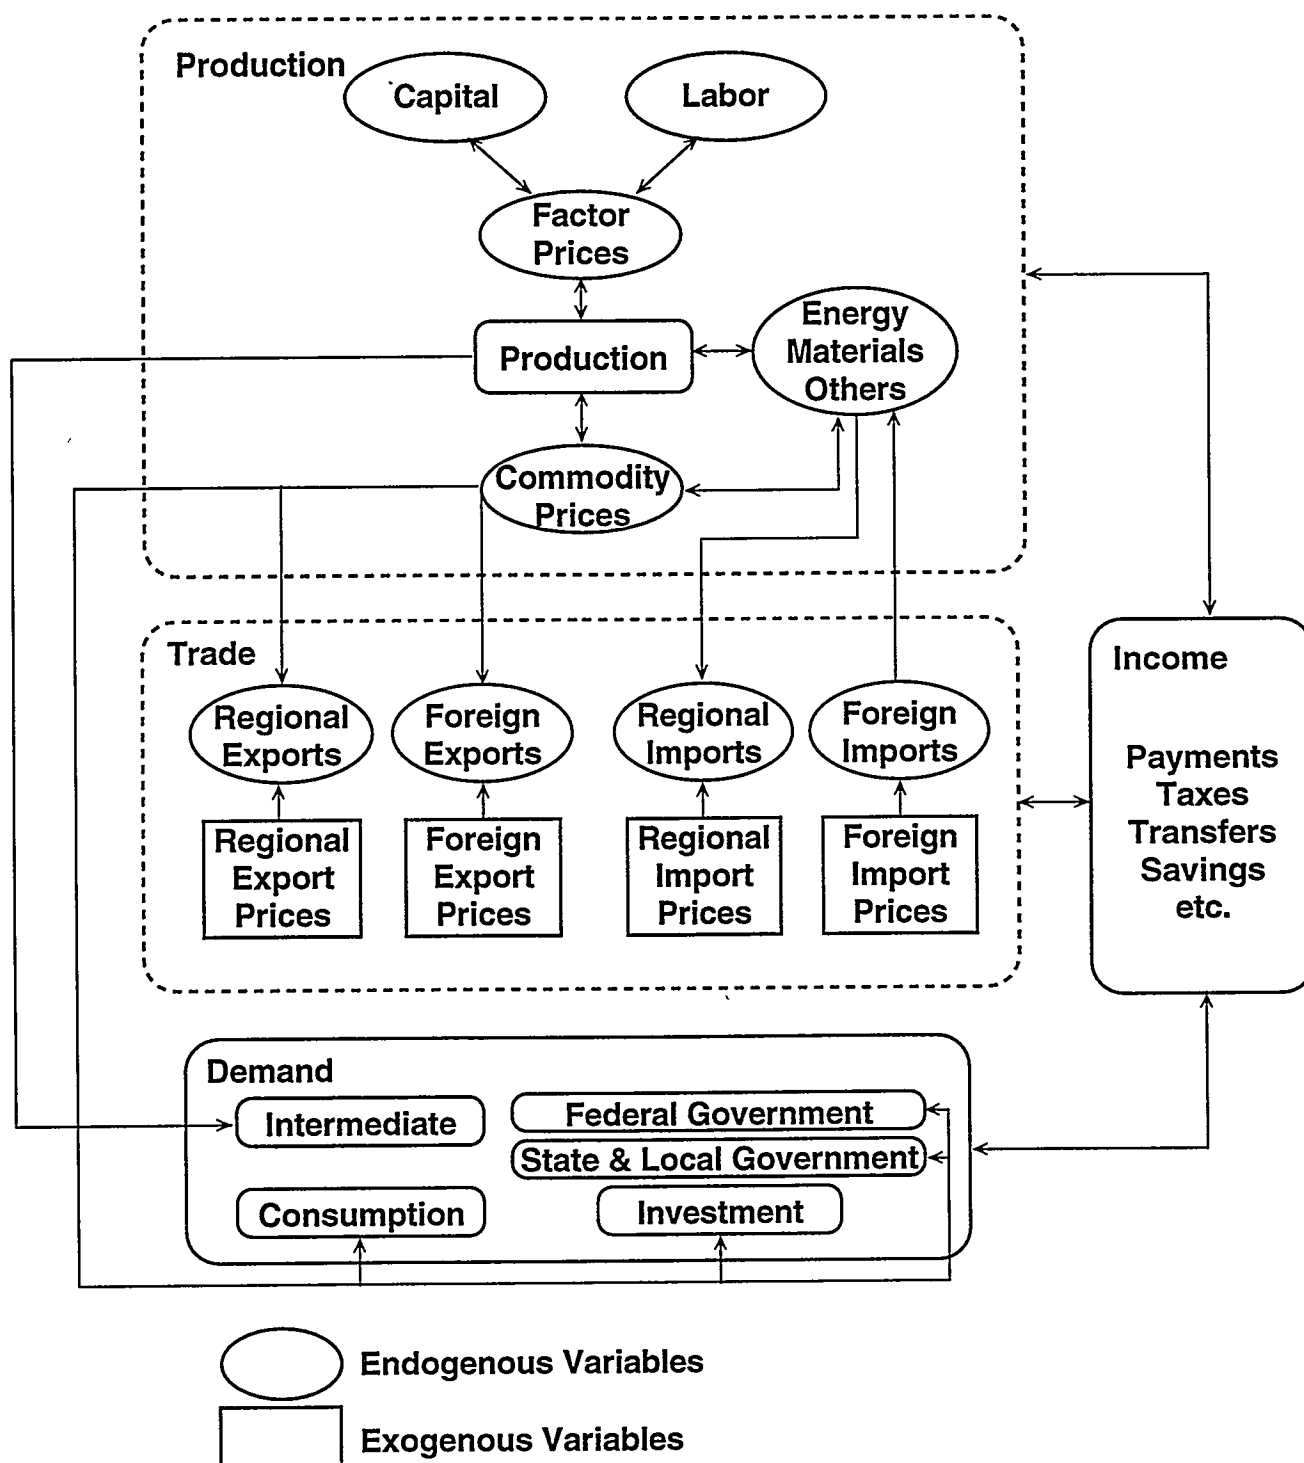 Production
Capital
Labor
Factor
Prices
Energy
Materials
Others
Production
Commodity
Prices
Trade
Regional
Exports
Foreign
Exports
Regional
Imports
Foreign
Imports
Regional
Export
Prices
Foreign
Export
Prices
Regional
Import
Prices
Foreign
Import
Prices
Income
Payments
Taxes
Transfers
Savings
etc.
Demand
Intermediate
Federal Government
State & Local Government
Consumption
Investment
Endogenous Variables
Exogenous Variables